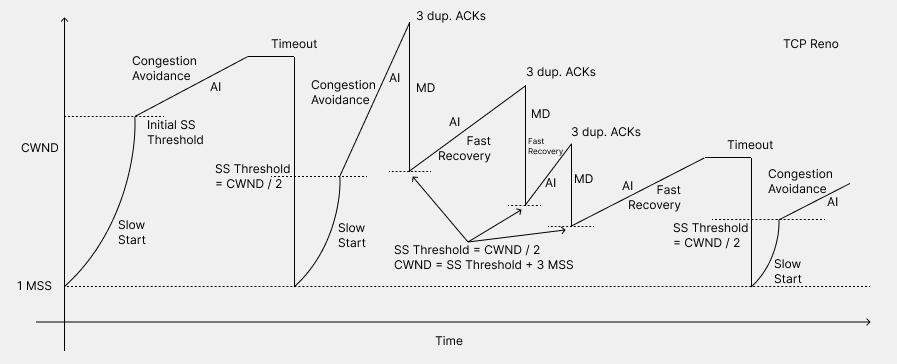 3 dup. ACKs
Timeout
TCP Reno
Congestion
Avoidance
AI
Congestion
Avoidance
AI
MD
3 dup. ACKs
AI
MD
Fast
Recovery
Fast
Recovery
3 dup. ACKs
Initial SS
Threshold
CWND
SS Threshold
= CWND / 2
AI
MD
AI
Fast
Recovery
Timeout
Congestion
Avoidance
AI
Slow
Start
Slow
Start
SS Threshold = CWND / 2
CWND = SS Threshold + 3 MSS
SS Threshold
= CWND / 2
Slow
Start
1 MSS
Time